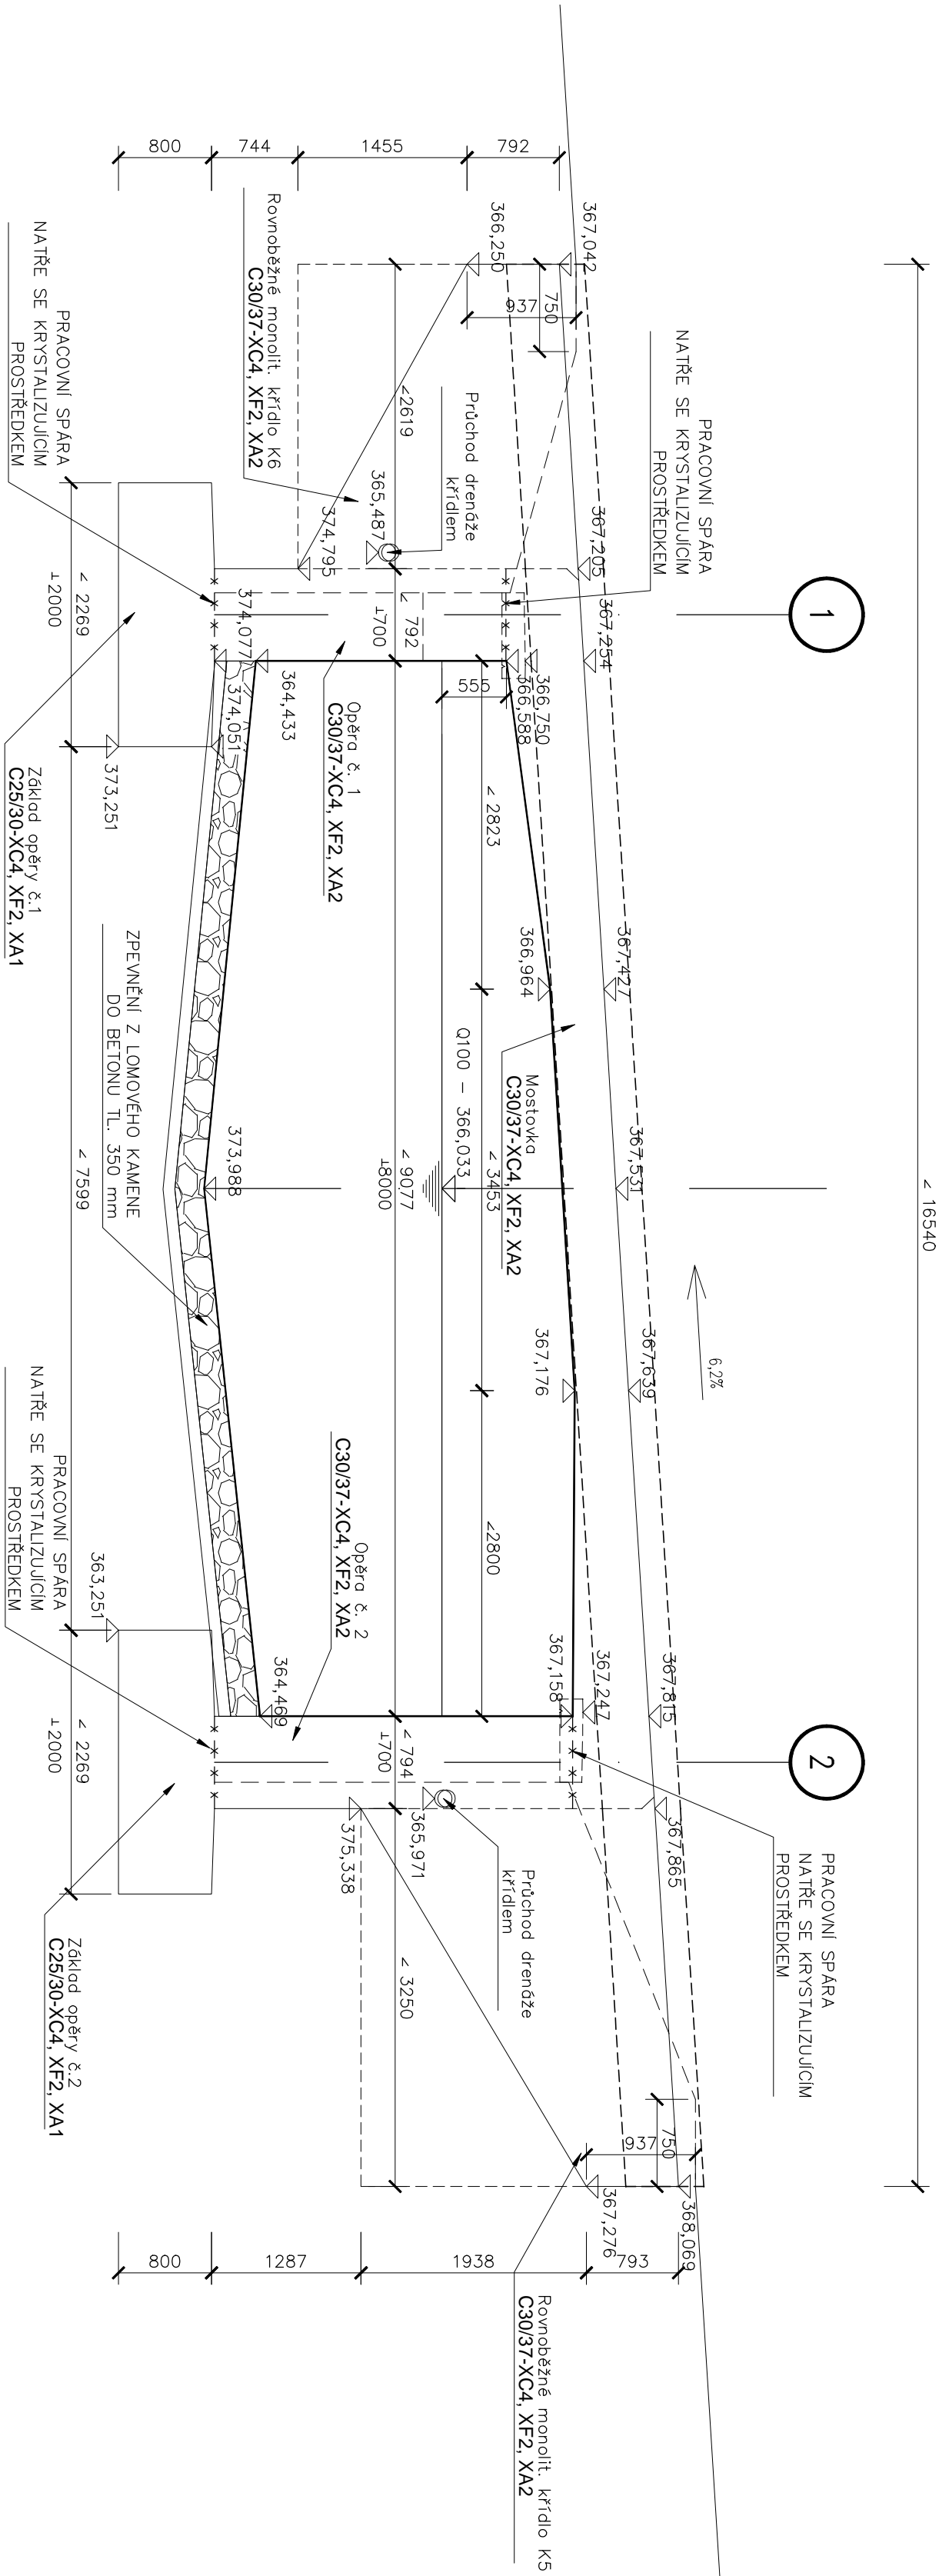 < 16540
1
2
6,2%
PRACOVNÍ SPÁRA
NATŘE SE KRYSTALIZUJÍCÍM
PROSTŘEDKEM
PRACOVNÍ SPÁRA
NATŘE SE KRYSTALIZUJÍCÍM
PROSTŘEDKEM
367,042
367,205
367,254
367,427
367,531
367,639
367,815
367,865
368,069
792
1455
744
800
366,250
937
750
366,750
366,588
555
366,964
367,176
367,247
367,158
937
750
367,276
793
1938
1287
800
Průchod drenáže
křídlem
< 2823
< 3453
<2800
Mostovka
C30/37-XC4, XF2, XA2
Q100 – 366,033
Průchod drenáže
křídlem
<2619
365,487
< 792
⊥700
< 9077
⊥8000
< 794
⊥700
365,971
< 3250
Rovnoběžné monolit. křídlo K6
C30/37-XC4, XF2, XA2
374,795
Opěra č. 1
C30/37-XC4, XF2, XA2
Opěra č. 2
C30/37-XC4, XF2, XA2
375,338
Rovnoběžné monolit. křídlo K5
C30/37-XC4, XF2, XA2
374,077
364,433
374,051
373,988
364,469
373,251
363,251
PRACOVNÍ SPÁRA
NATŘE SE KRYSTALIZUJÍCÍM
PROSTŘEDKEM
ZPEVNĚNÍ Z LOMOVÉHO KAMENE
DO BETONU TL. 350 mm
PRACOVNÍ SPÁRA
NATŘE SE KRYSTALIZUJÍCÍM
PROSTŘEDKEM
< 2269
⊥2000
< 7599
< 2269
⊥2000
Základ opěry č.1
C25/30-XC4, XF2, XA1
Základ opěry č.2
C25/30-XC4, XF2, XA1